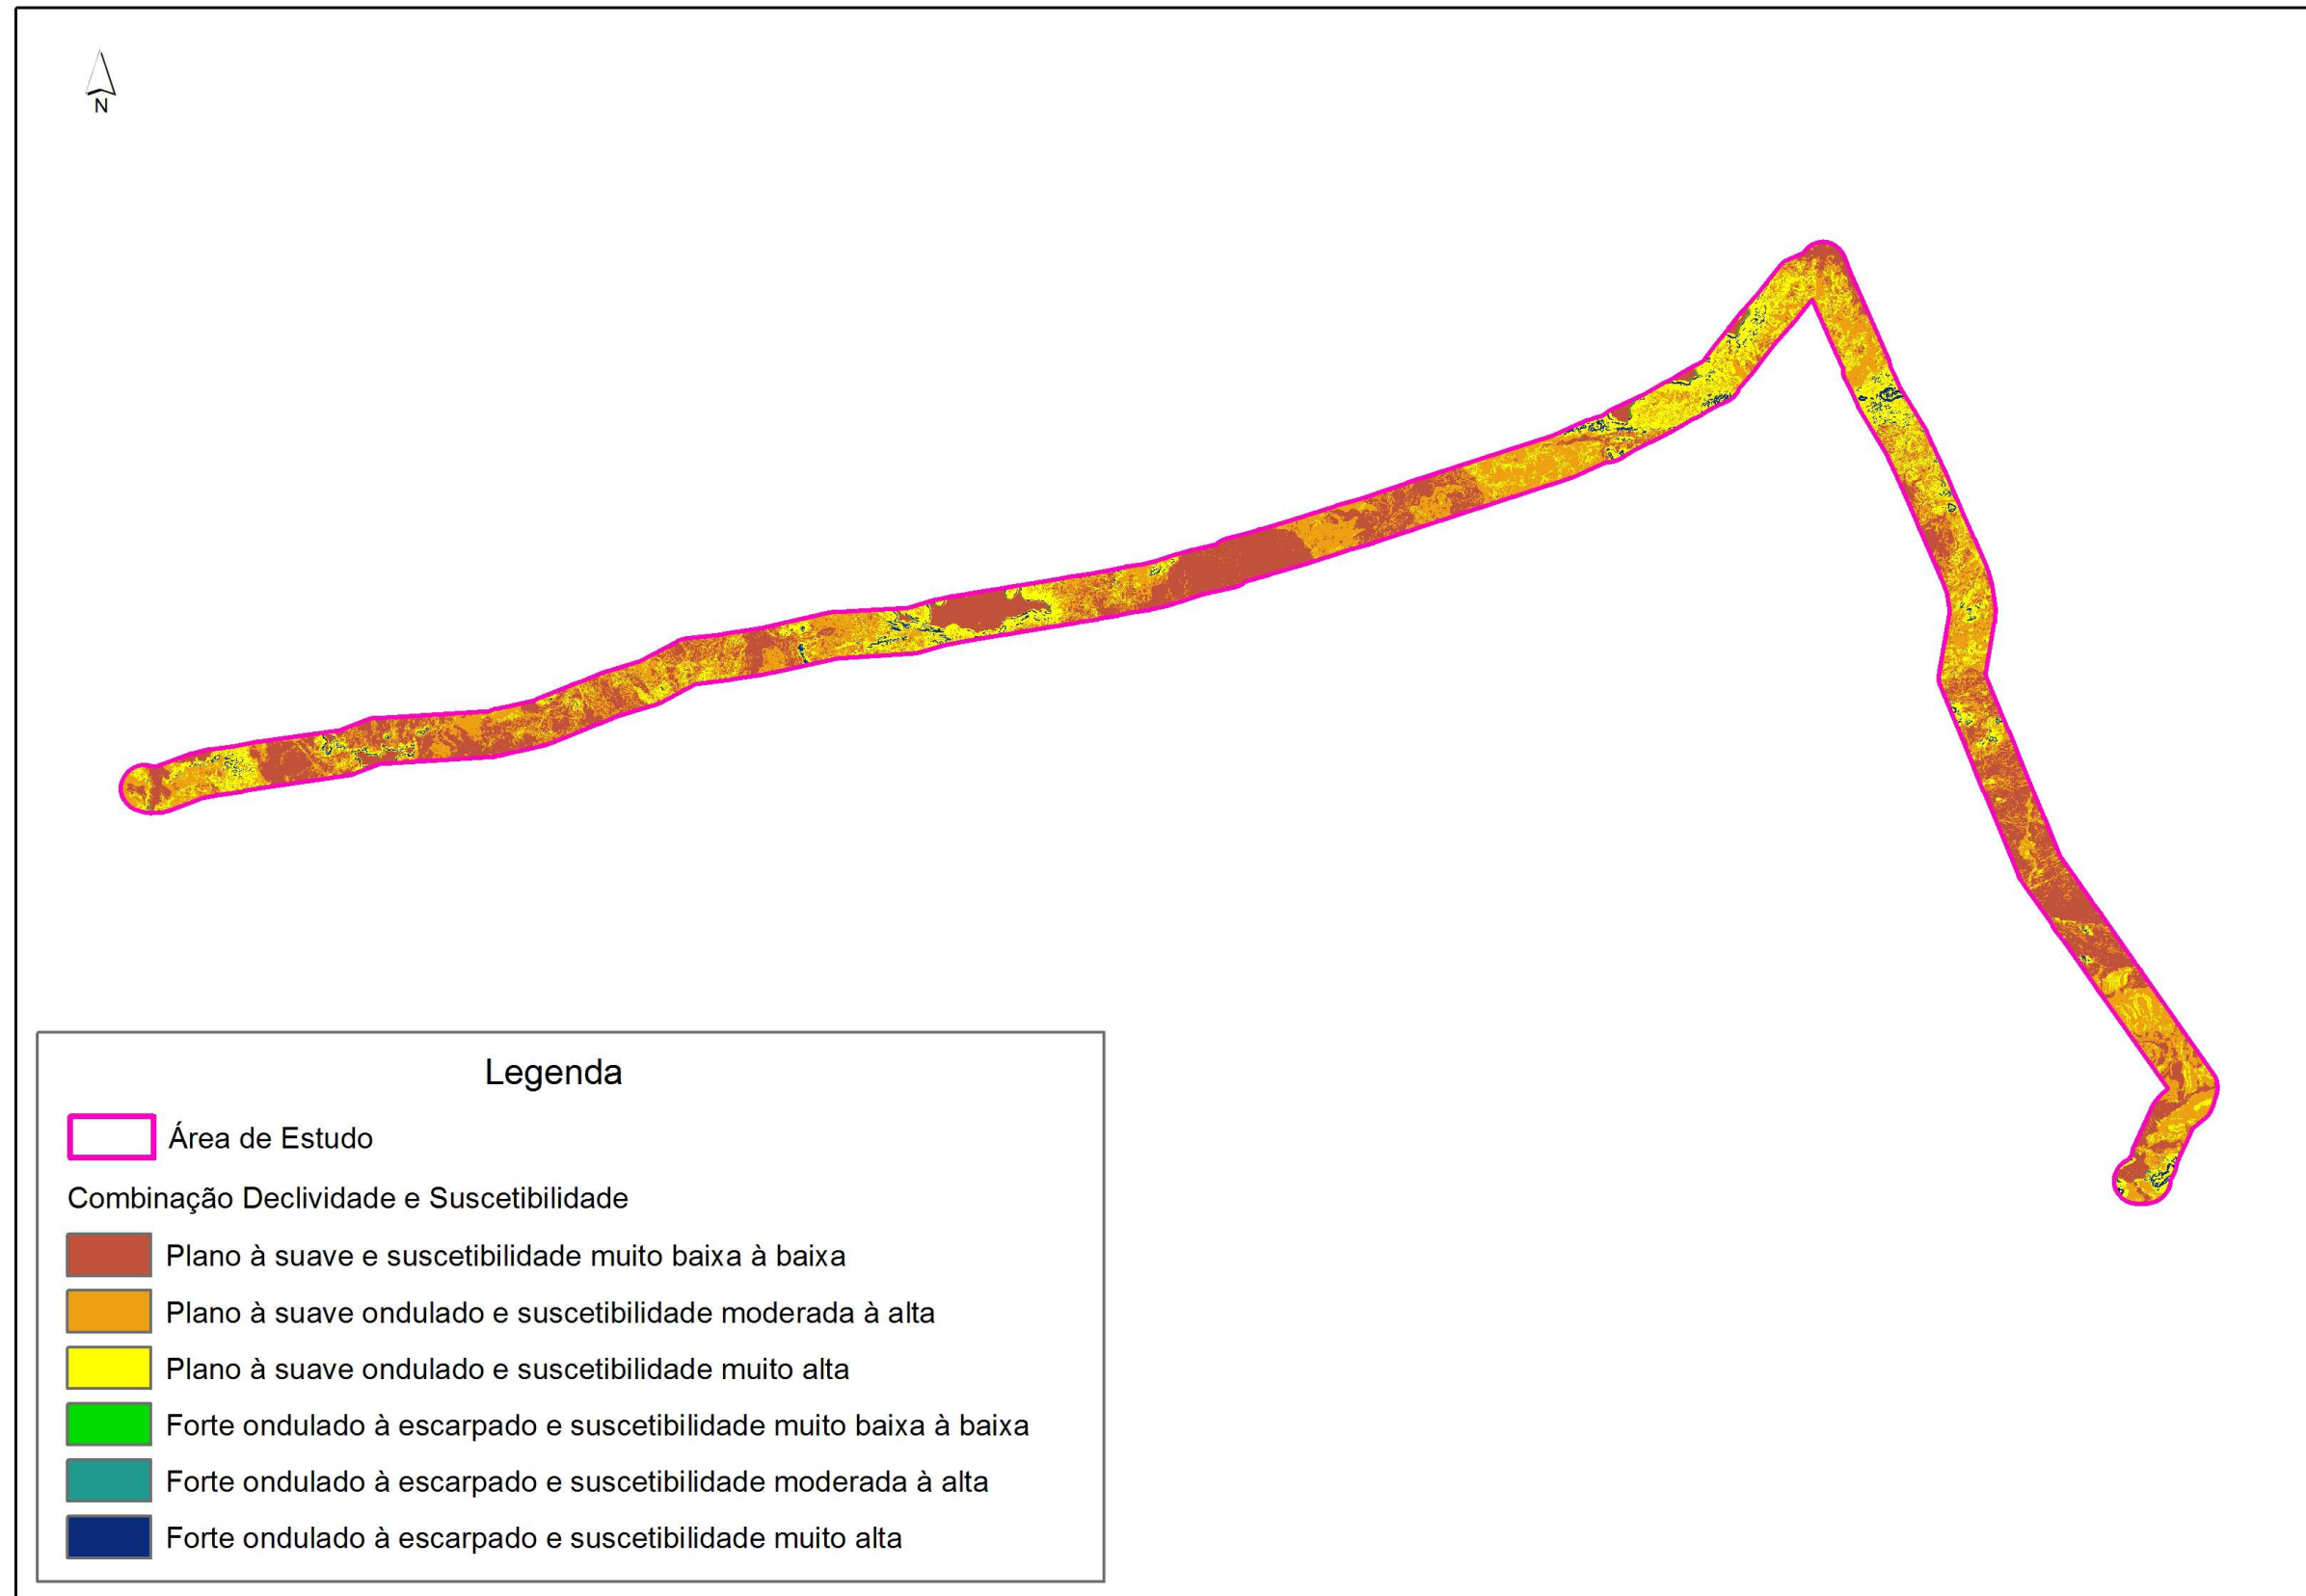 N
Legenda
Área de Estudo
Combinação Declividade e Suscetibilidade
Plano à suave e suscetibilidade muito baixa à baixa
Plano à suave ondulado e suscetibilidade moderada à alta
Plano à suave ondulado e suscetibilidade muito alta
Forte ondulado à escarpado e suscetibilidade muito baixa à baixa
Forte ondulado à escarpado e suscetibilidade moderada à alta
Forte ondulado à escarpado e suscetibilidade muito alta